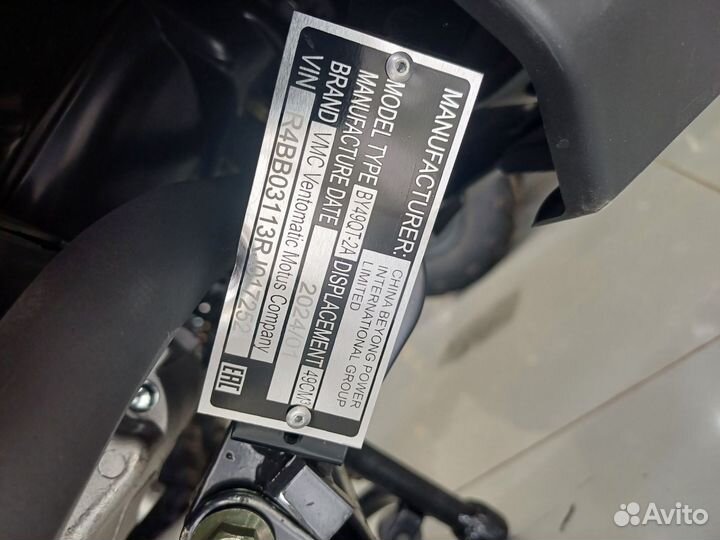 MANUFACTURER: CHINA BEYONG POWER
INTERNATIONAL GROUP
LIMITED
MODEL TYPE BY49QT-2A DISPLACEMENT 49CM3
MANUFACTURE DATE 2024/01
BRAND VMC Ventomatic Motus Company
VIN R4BB03113RJ017252
EAC
Avito